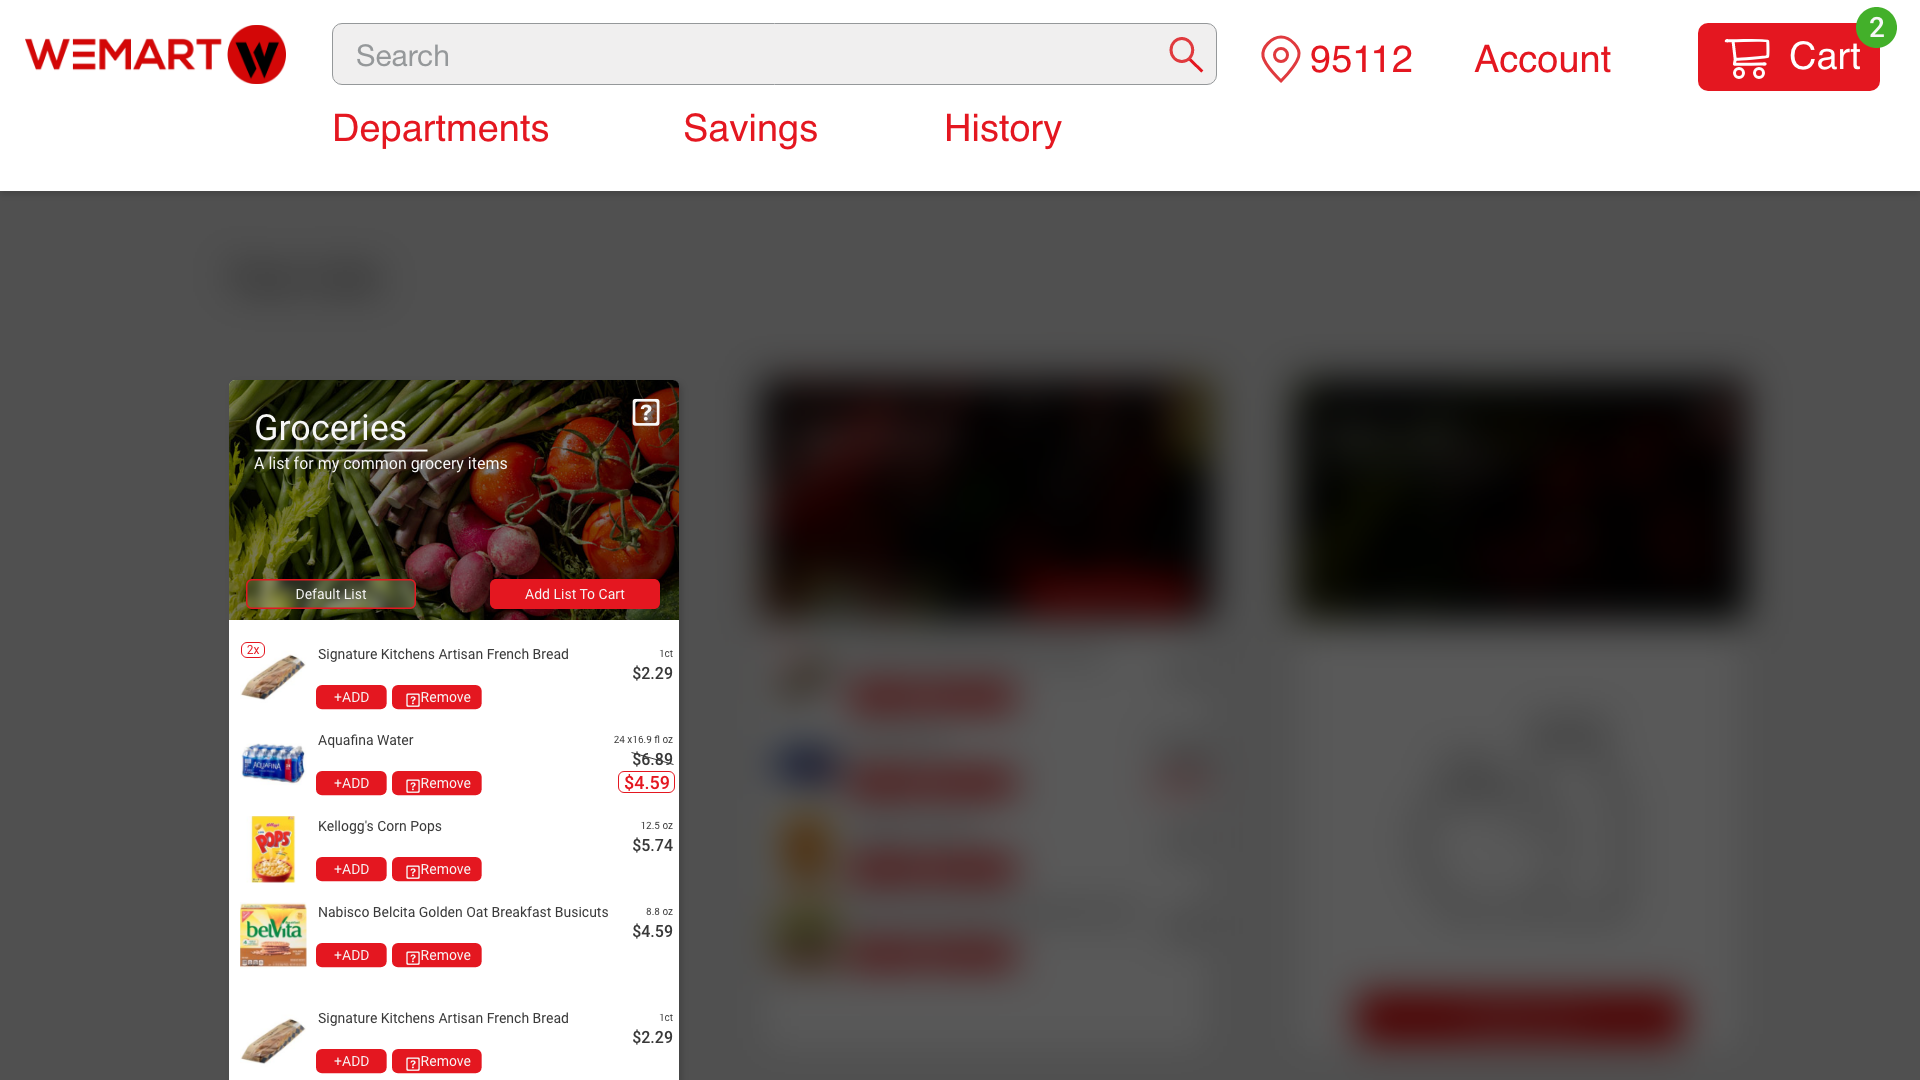 WEMART W
Search
95112
Account
Cart
2
Departments
Savings
History
Groceries
?
A list for my common grocery items
Default List
Add List To Cart
2x
Signature Kitchens Artisan French Bread
1ct
$2.29
+ADD
?Remove
Aquafina Water
24 x16.9 fl oz
$6.89
$4.59
AQUAFINA
+ADD
?Remove
Kellogg's Corn Pops
12.5 oz
$5.74
POPS
+ADD
?Remove
Nabisco Belcita Golden Oat Breakfast Busicuts
8.8 oz
$4.59
belVita
+ADD
?Remove
Signature Kitchens Artisan French Bread
1ct
$2.29
+ADD
?Remove